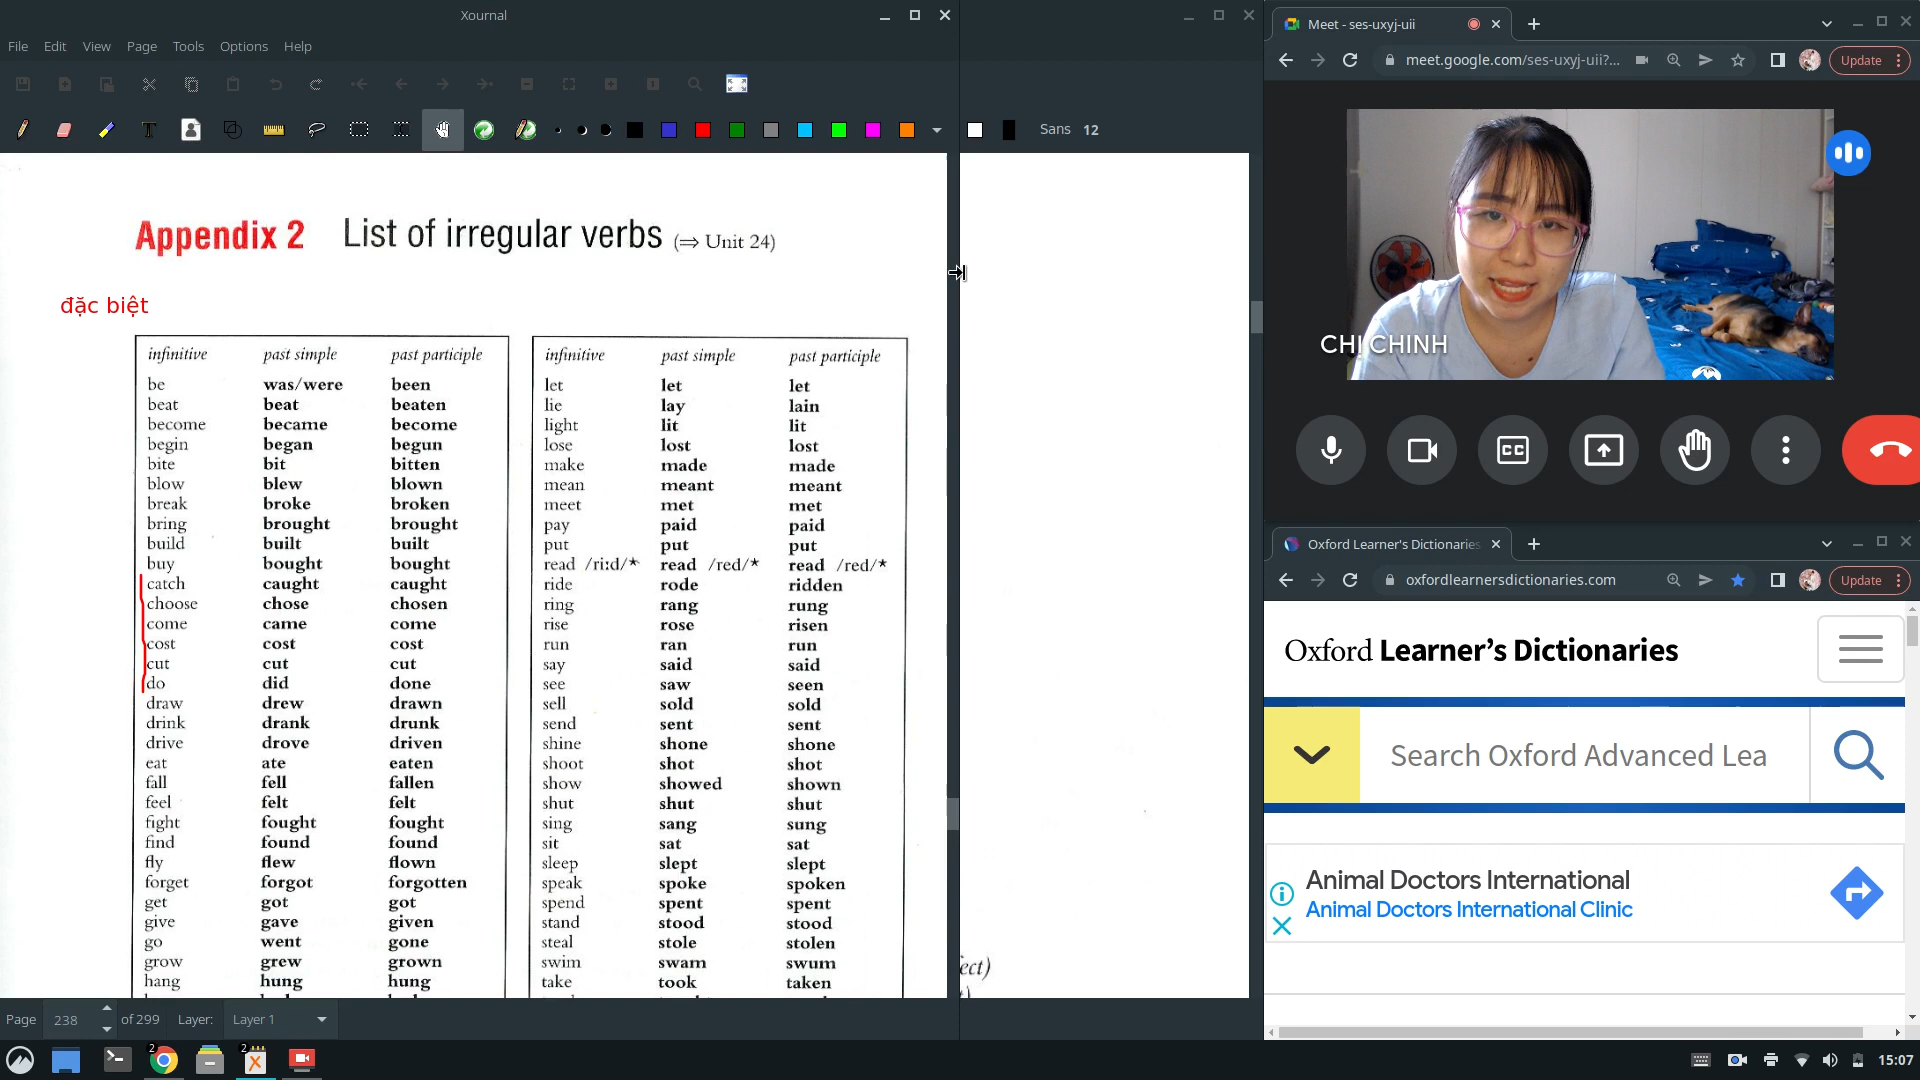 Xournal
File Edit View Page Tools Options Help
Sans 12
Appendix 2 List of irregular verbs (⇒ Unit 24)
đặc biệt
infinitive past simple past participle
be was/were been
beat beat beaten
become became become
begin began begun
bite bit bitten
blow blew blown
break broke broken
bring brought brought
build built built
buy bought bought
catch caught caught
choose chose chosen
come came come
cost cost cost
cut cut cut
do did done
draw drew drawn
drink drank drunk
drive drove driven
eat ate eaten
fall fell fallen
feel felt felt
fight fought fought
find found found
fly flew flown
forget forgot forgotten
get got got
give gave given
go went gone
grow grew grown
hang hung hung
infinitive past simple past participle
let let let
lie lay lain
light lit lit
lose lost lost
make made made
mean meant meant
meet met met
pay paid paid
put put put
read /riːd/* read /red/* read /red/*
ride rode ridden
ring rang rung
rise rose risen
run ran run
say said said
see saw seen
sell sold sold
send sent sent
shine shone shone
shoot shot shot
show showed shown
shut shut shut
sing sang sung
sit sat sat
sleep slept slept
speak spoke spoken
spend spent spent
stand stood stood
steal stole stolen
swim swam swum
take took taken
ect)
Page 238 of 299 Layer: Layer 1
Meet - ses-uxyj-uii
meet.google.com/ses-uxyj-uii?...
Update
CHỊ CHINH
CC
Oxford Learner's Dictionaries
oxfordlearnersdictionaries.com
Update
Oxford Learner's Dictionaries
Search Oxford Advanced Lea
Animal Doctors International
Animal Doctors International Clinic
2
2
15:07